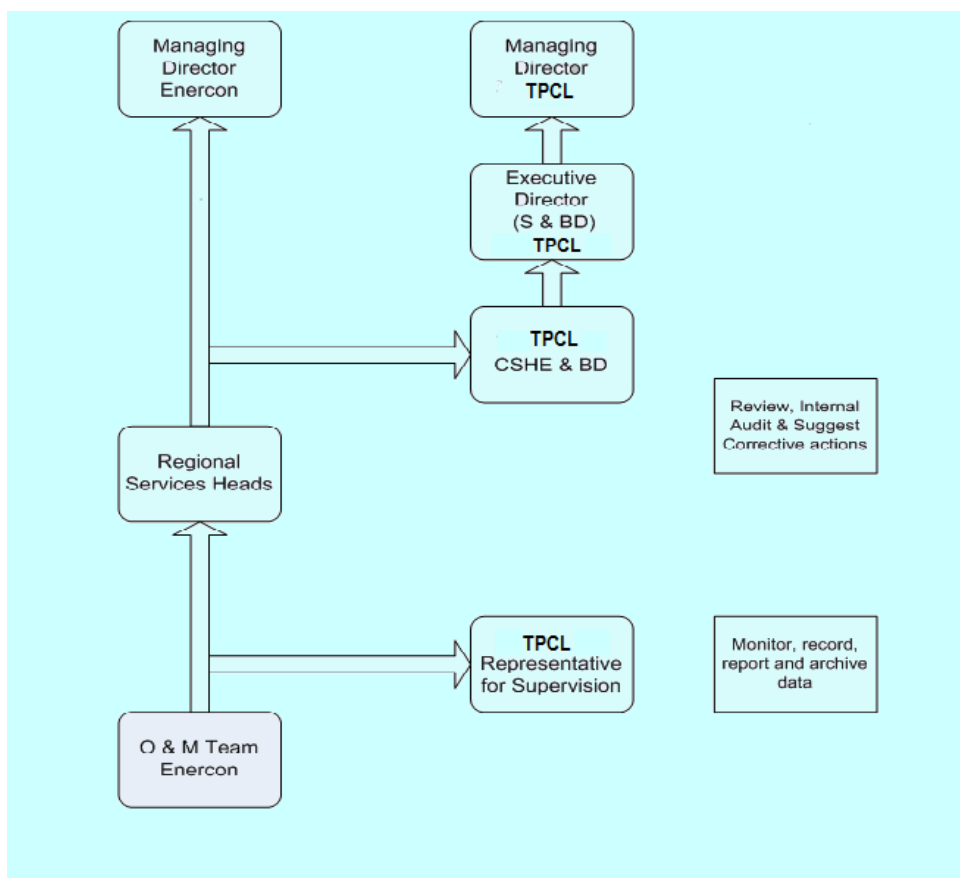 Managing
Director
Enercon
Managing
Director
TPCL
Executive
Director
(S & BD)
TPCL
TPCL
CSHE & BD
Review, Internal
Audit & Suggest
Corrective actions
Regional
Services Heads
TPCL
Representative
for Supervision
Monitor, record,
report and archive
data
O & M Team
Enercon